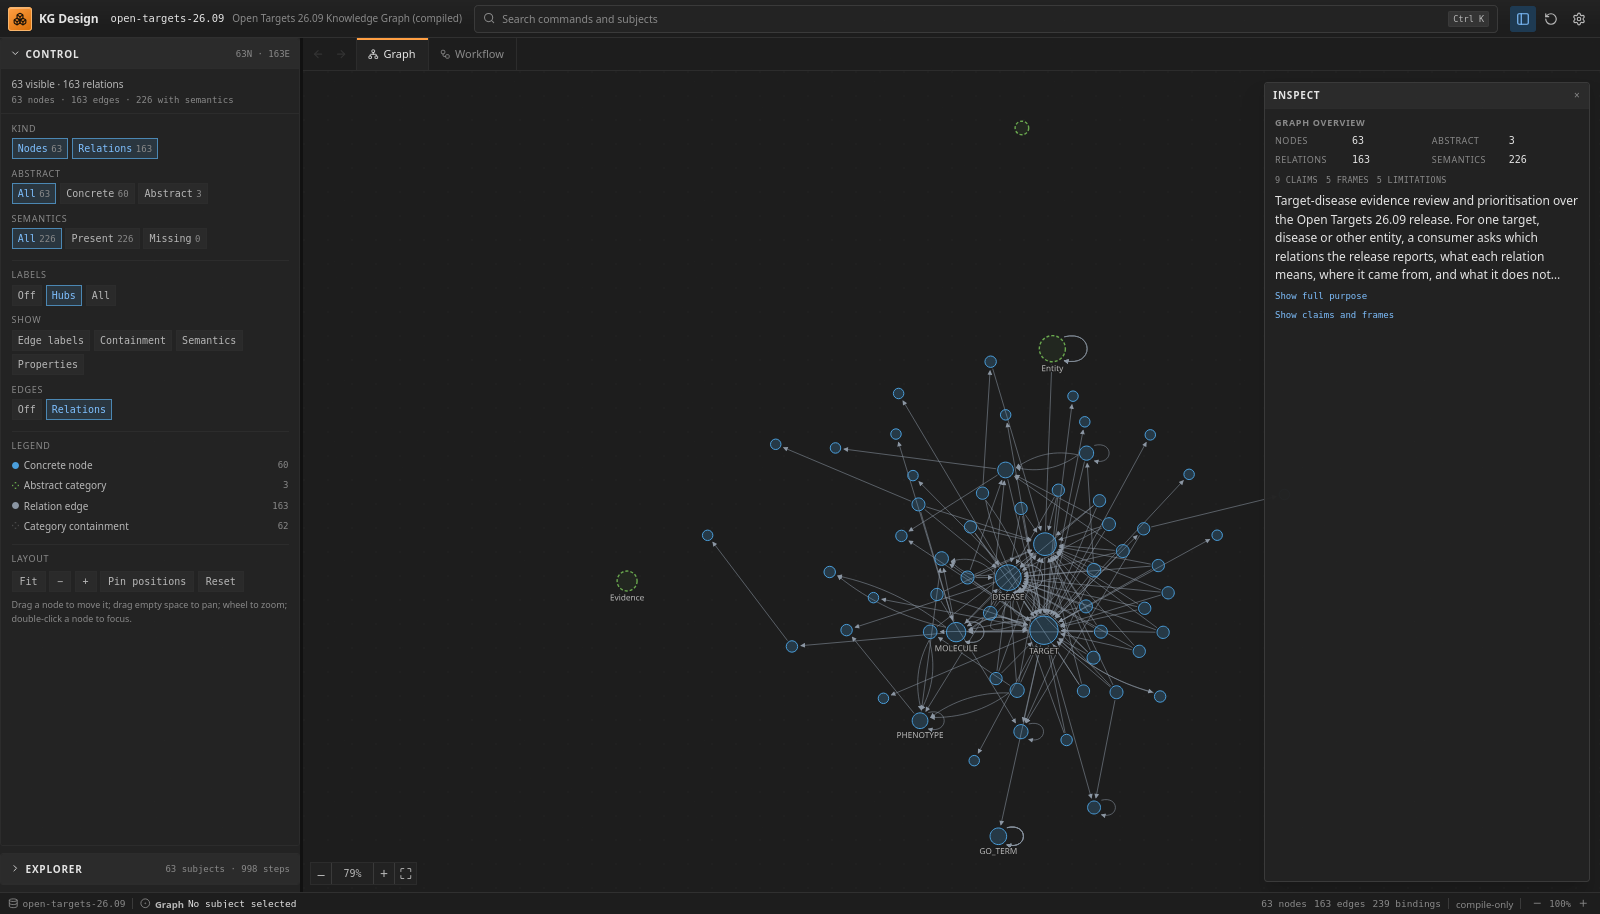 KG Design open-targets-26.09 Open Targets 26.09 Knowledge Graph (compiled) Search commands and subjects Ctrl K
CONTROL 63N · 163E
63 visible · 163 relations
63 nodes · 163 edges · 226 with semantics
KIND
Nodes 63 Relations 163
ABSTRACT
All 63 Concrete 60 Abstract 3
SEMANTICS
All 226 Present 226 Missing 0
LABELS
Off Hubs All
SHOW
Edge labels Containment Semantics
Properties
EDGES
Off Relations
LEGEND
Concrete node 60
Abstract category 3
Relation edge 163
Category containment 62
LAYOUT
Fit − + Pin positions Reset
Drag a node to move it; drag empty space to pan; wheel to zoom;
double-click a node to focus.
EXPLORER 63 subjects · 998 steps
Graph Workflow
Entity
Evidence
DISEASE
MOLECULE
TARGET
PHENOTYPE
GO_TERM
− 79% +
INSPECT ×
GRAPH OVERVIEW
NODES 63 ABSTRACT 3
RELATIONS 163 SEMANTICS 226
9 CLAIMS 5 FRAMES 5 LIMITATIONS
Target-disease evidence review and prioritisation over
the Open Targets 26.09 release. For one target,
disease or other entity, a consumer asks which
relations the release reports, what each relation
means, where it came from, and what it does not…
Show full purpose
Show claims and frames
open-targets-26.09 Graph No subject selected 63 nodes 163 edges 239 bindings compile-only − 100% +